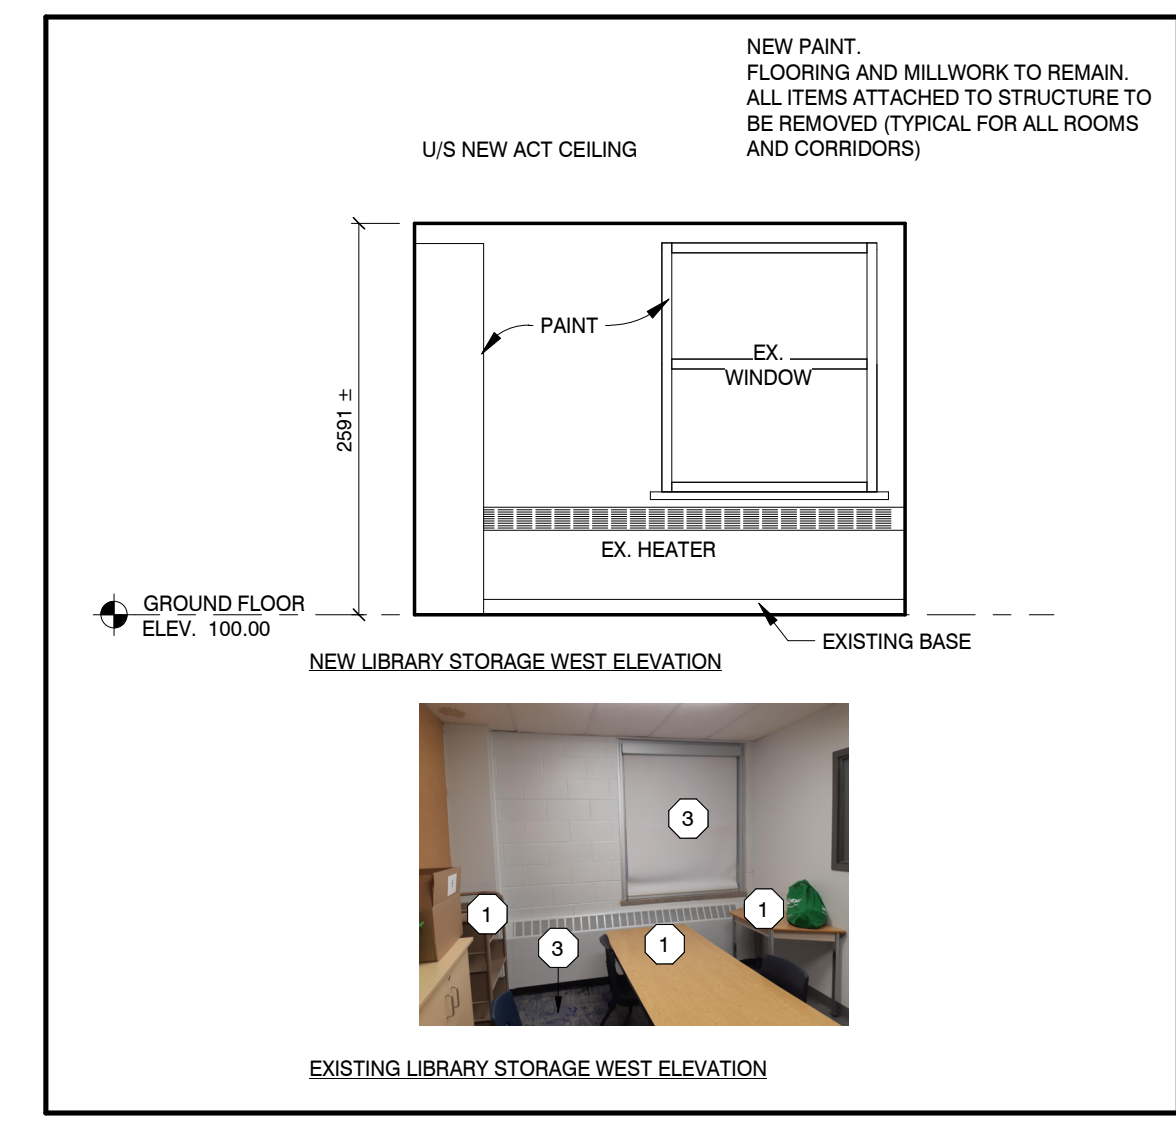 NEW PAINT.
FLOORING AND MILLWORK TO REMAIN.
ALL ITEMS ATTACHED TO STRUCTURE TO
BE REMOVED (TYPICAL FOR ALL ROOMS
AND CORRIDORS)
U/S NEW ACT CEILING
PAINT
EX.
WINDOW
2591 ±
EX. HEATER
GROUND FLOOR
ELEV. 100.00
EXISTING BASE
NEW LIBRARY STORAGE WEST ELEVATION
3
1
1
3
1
EXISTING LIBRARY STORAGE WEST ELEVATION